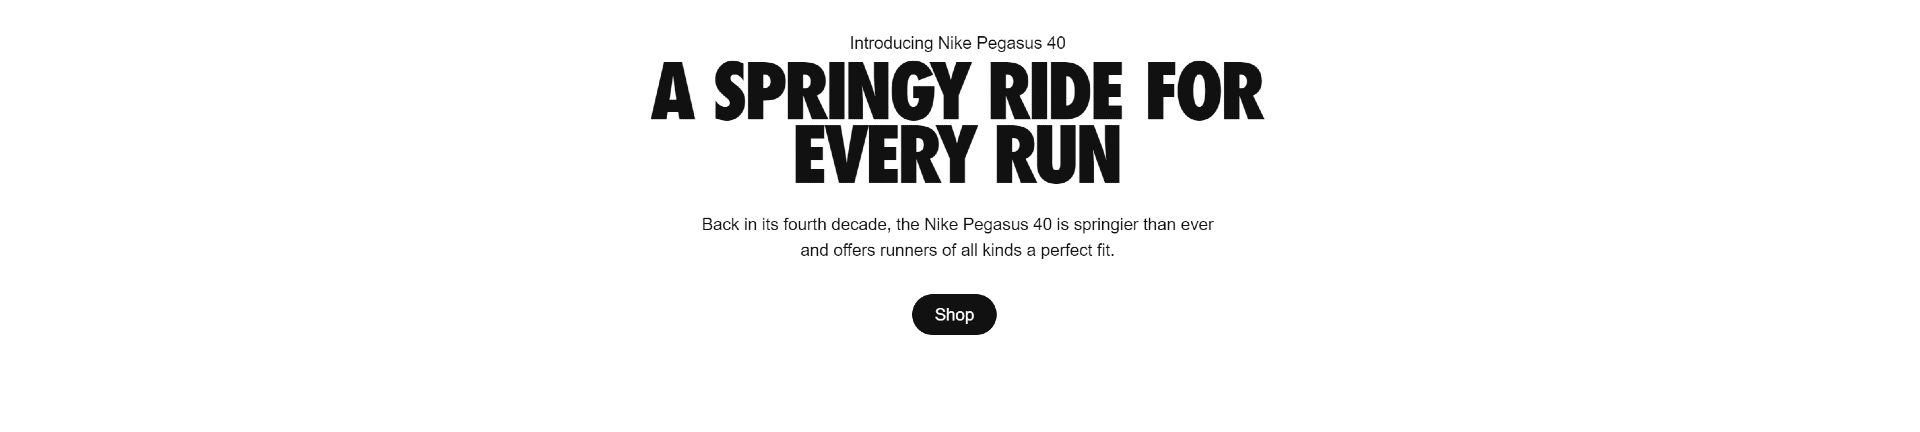 Introducing Nike Pegasus 40
A SPRINGY RIDE FOR
EVERY RUN
Back in its fourth decade, the Nike Pegasus 40 is springier than ever
and offers runners of all kinds a perfect fit.
Shop